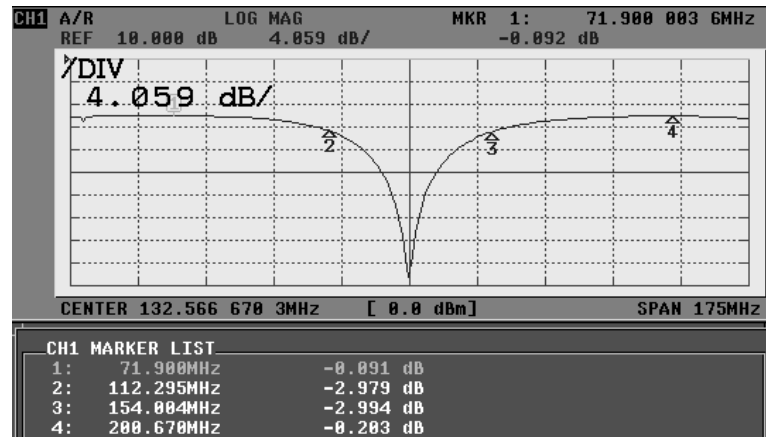 CH1 A/R LOG MAG MKR 1: 71.900 003 6MHz
REF 10.000 dB 4.059 dB/ -0.092 dB
/DIV
4.059 dB/
1
2
3
4
CENTER 132.566 670 3MHz [ 0.0 dBm] SPAN 175MHz
CH1 MARKER LIST
1: 71.900MHz -0.091 dB
2: 112.295MHz -2.979 dB
3: 154.004MHz -2.994 dB
4: 200.670MHz -0.203 dB